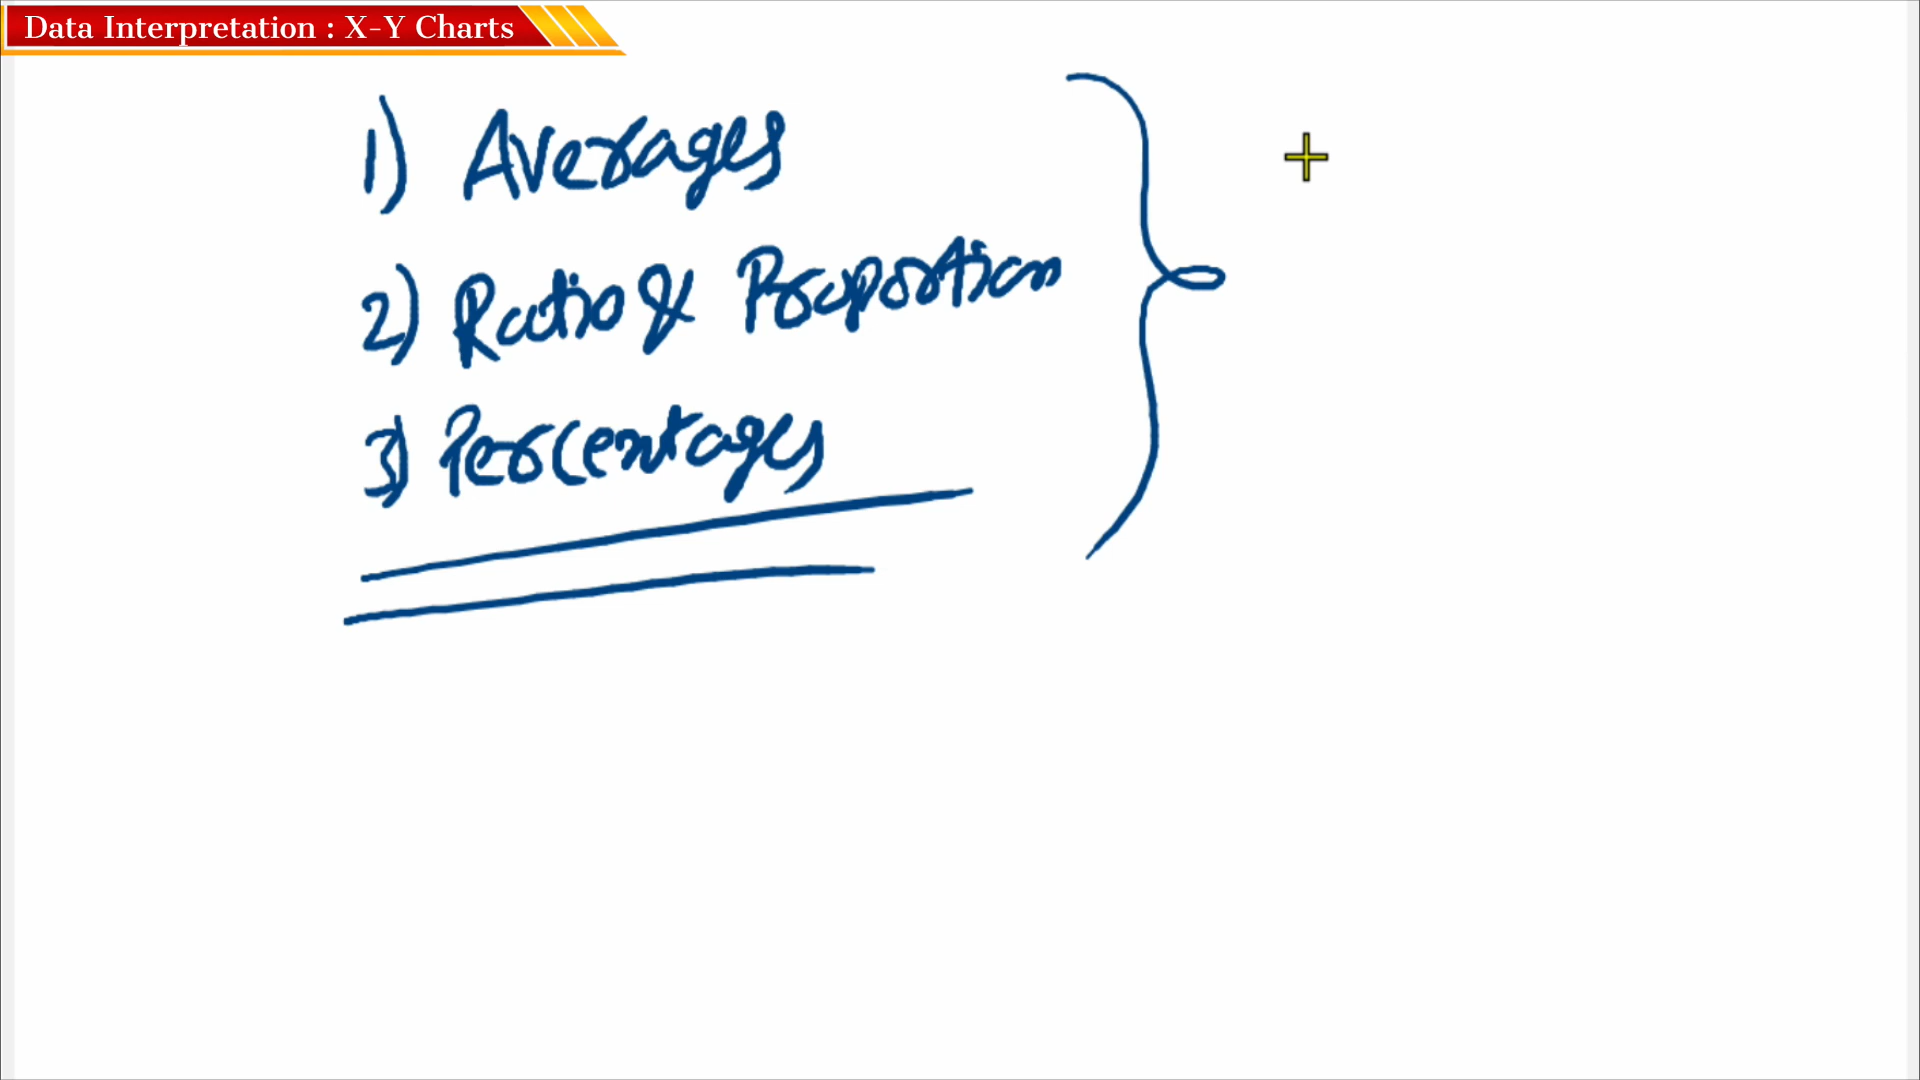 Data Interpretation : X-Y Charts
1) Averages
2) Ratio & Proportion
3) Percentages